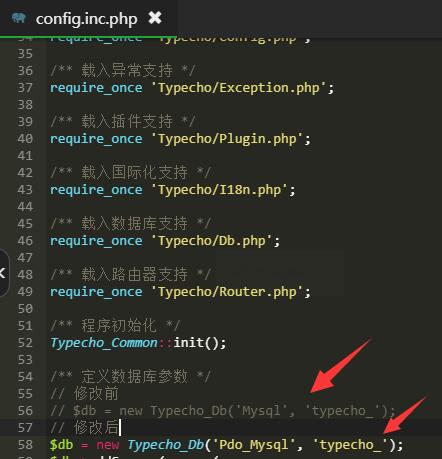 config.inc.php
34 require_once 'Typecho/Config.php';
35
36 /** 载入异常支持 */
37 require_once 'Typecho/Exception.php';
38
39 /** 载入插件支持 */
40 require_once 'Typecho/Plugin.php';
41
42 /** 载入国际化支持 */
43 require_once 'Typecho/I18n.php';
44
45 /** 载入数据库支持 */
46 require_once 'Typecho/Db.php';
47
48 /** 载入路由器支持 */
49 require_once 'Typecho/Router.php';
50
51 /** 程序初始化 */
52 Typecho_Common::init();
53
54 /** 定义数据库参数 */
55 // 修改前
56 // $db = new Typecho_Db('Mysql', 'typecho_');
57 // 修改后
58 $db = new Typecho_Db('Pdo_Mysql', 'typecho_');